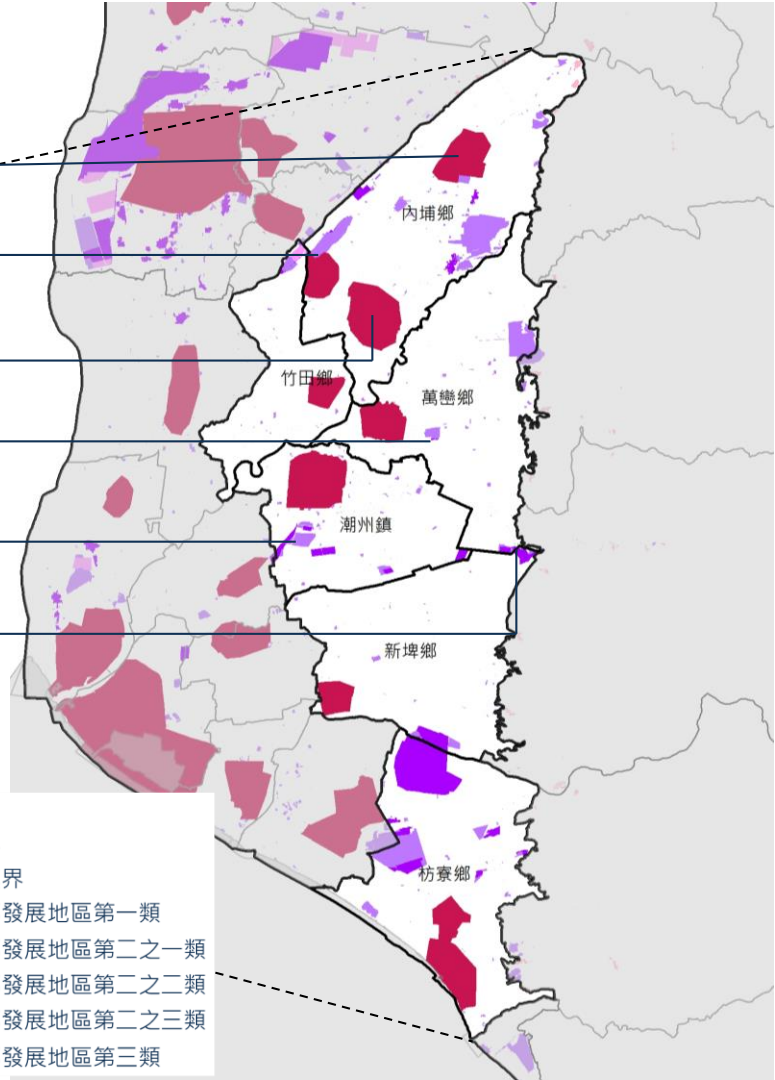 內埔鄉
竹田鄉
萬巒鄉
潮州鎮
新埤鄉
枋寮鄉
界
發展地區第一類
發展地區第二之一類
發展地區第二之二類
發展地區第二之三類
發展地區第三類